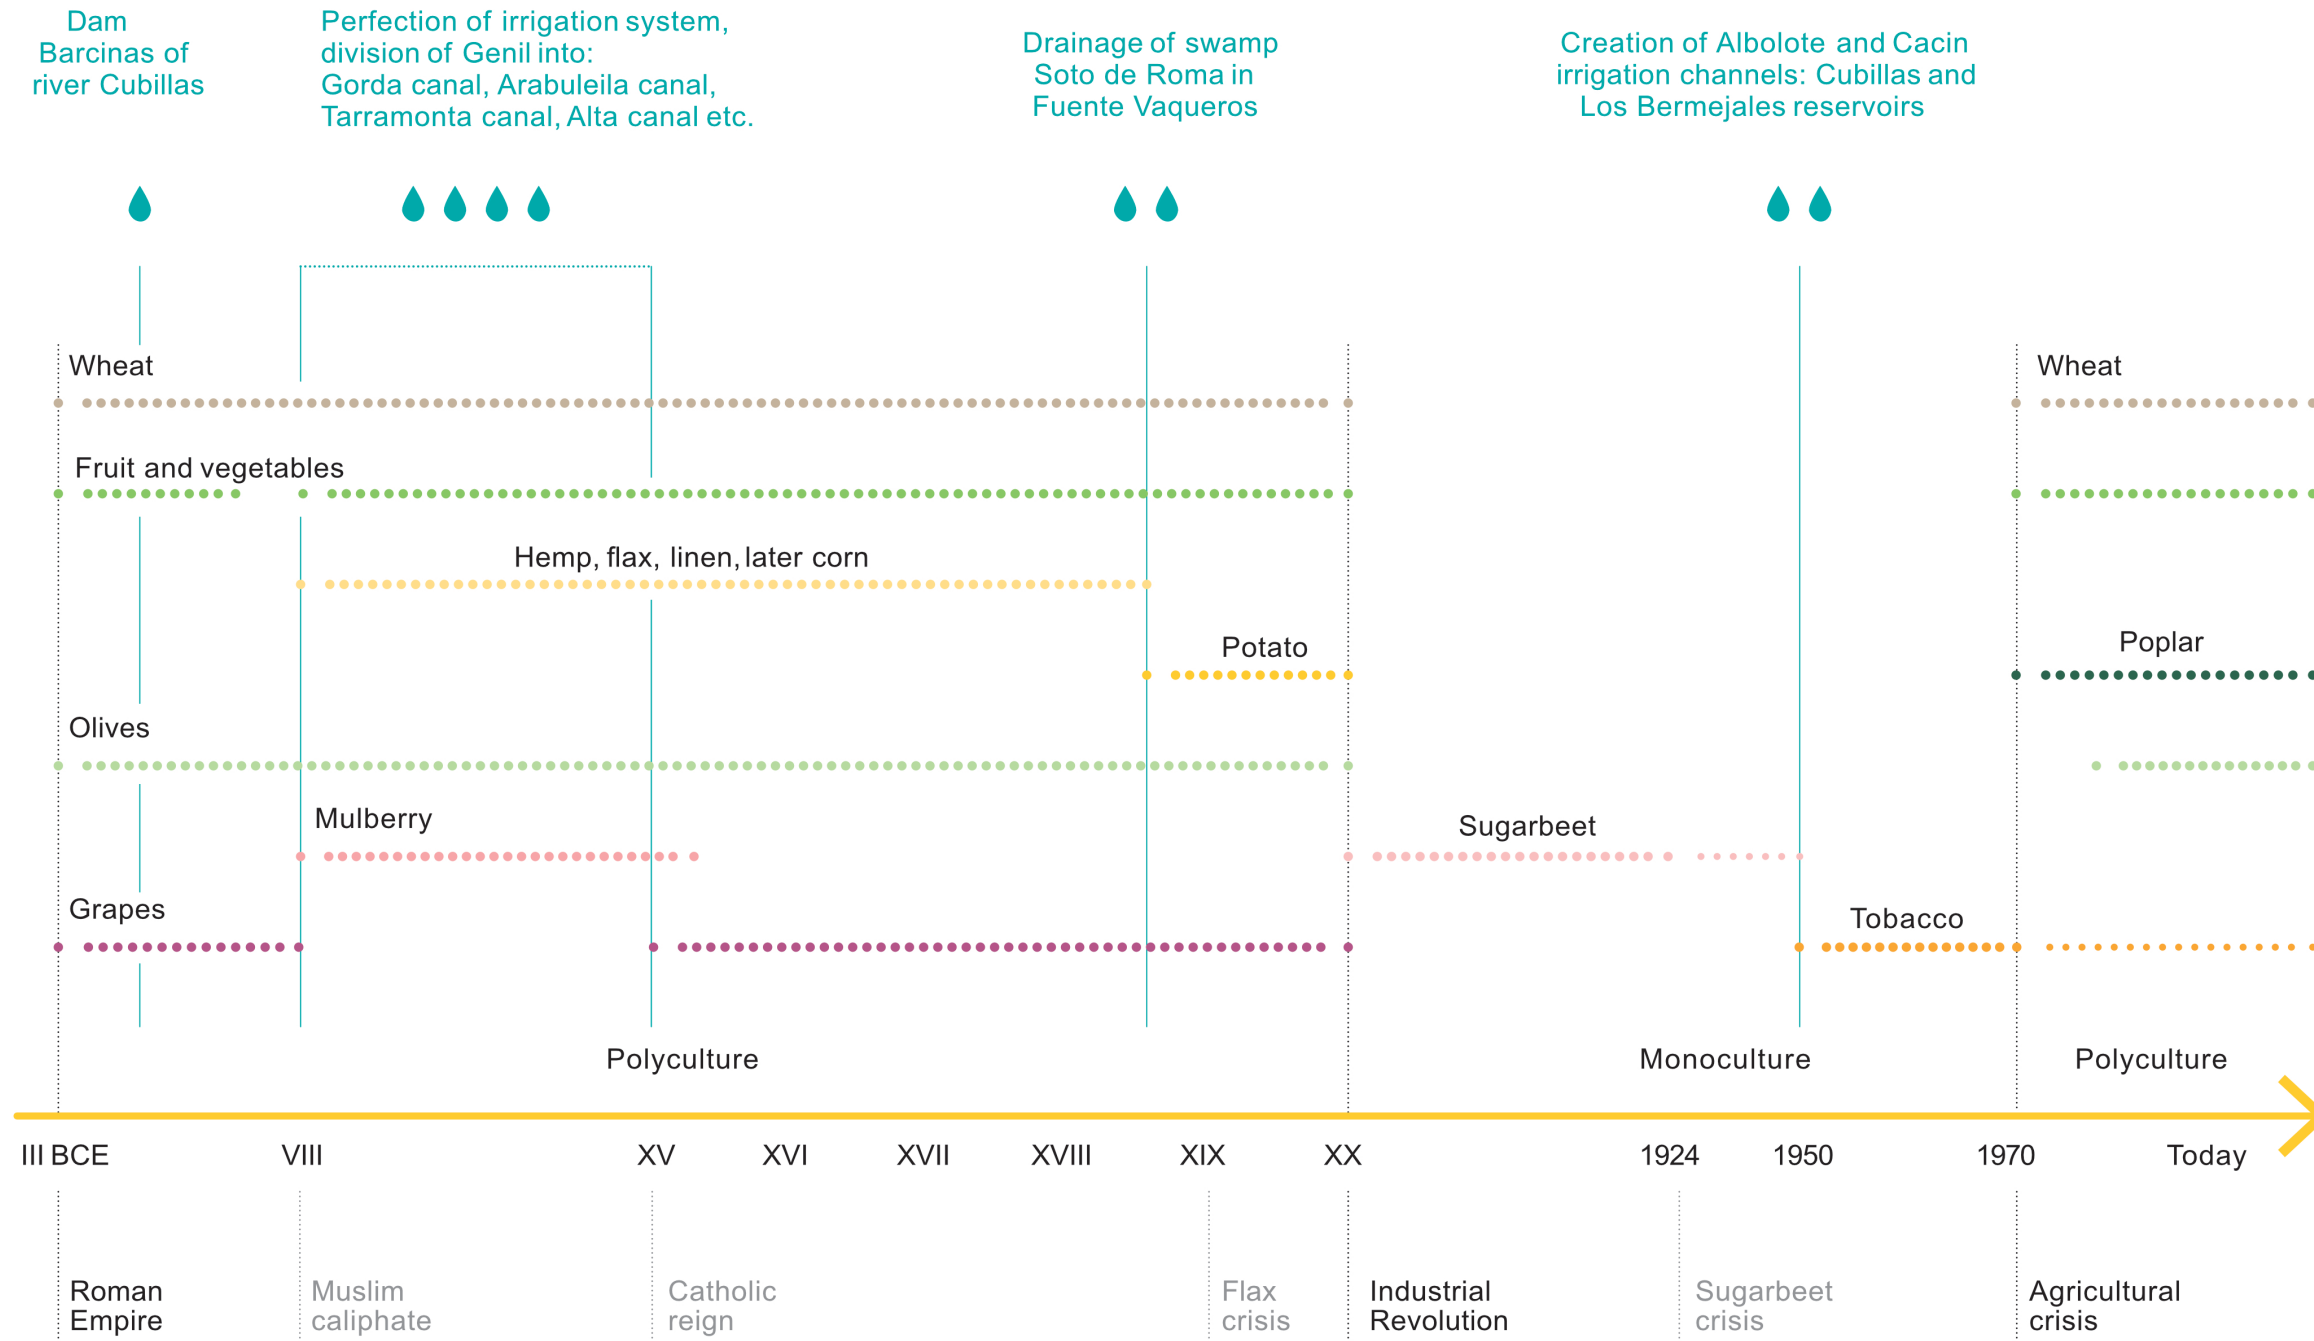 Dam
Barcinas of
river Cubillas
Perfection of irrigation system,
division of Genil into:
Gorda canal, Arabuleila canal,
Tarramonta canal, Alta canal etc.
Drainage of swamp
Soto de Roma in
Fuente Vaqueros
Creation of Albolote and Cacin
irrigation channels: Cubillas and
Los Bermejales reservoirs
Wheat
Wheat
Fruit and vegetables
Hemp, flax, linen, later corn
Potato
Poplar
Olives
Mulberry
Sugarbeet
Grapes
Tobacco
Polyculture
Monoculture
Polyculture
III BCE
VIII
XV
XVI
XVII
XVIII
XIX
XX
1924
1950
1970
Today
Roman
Empire
Muslim
caliphate
Catholic
reign
Flax
crisis
Industrial
Revolution
Sugarbeet
crisis
Agricultural
crisis